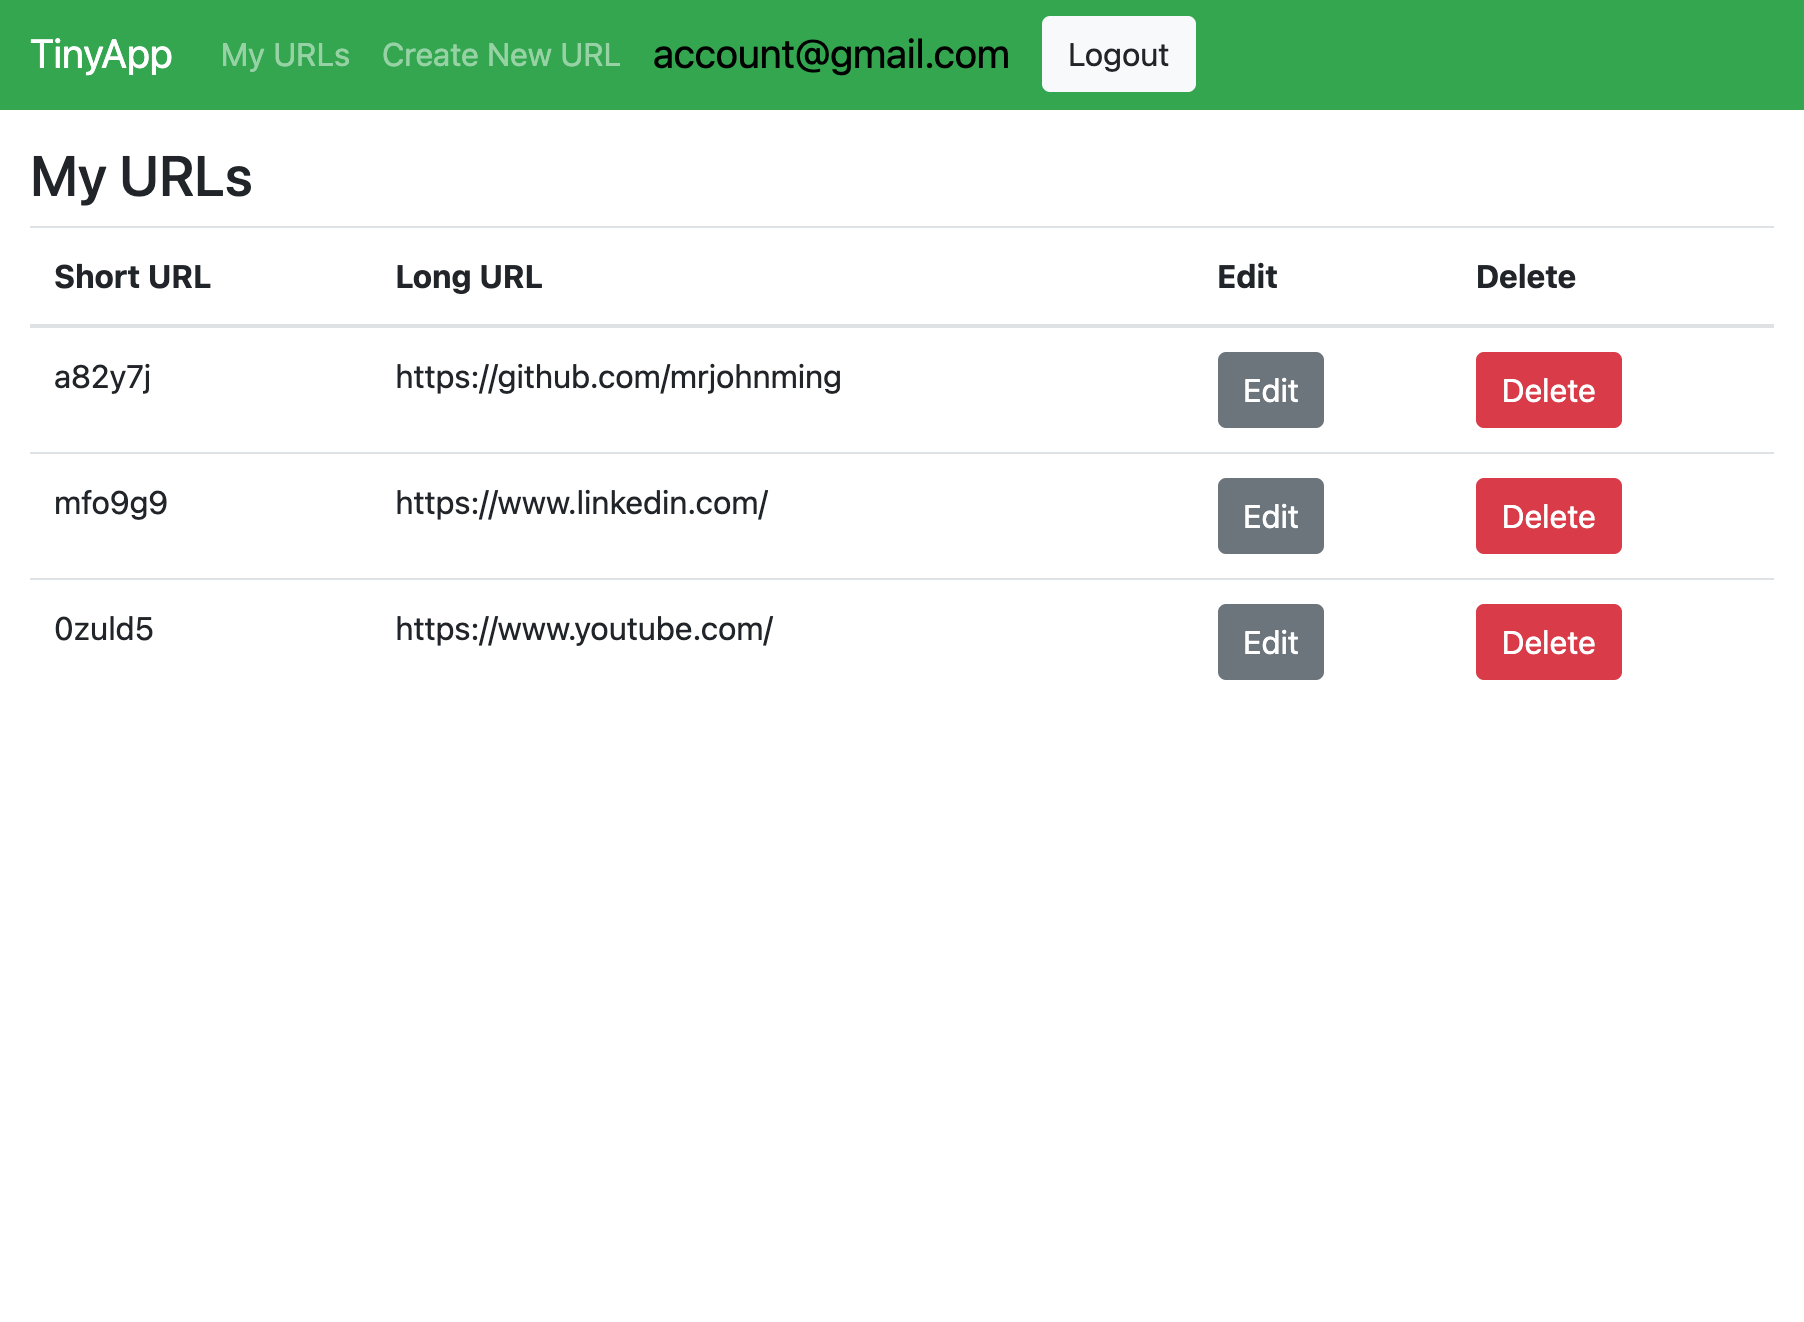 TinyApp My URLs Create New URL account@gmail.com Logout
My URLs
Short URL Long URL Edit Delete
a82y7j https://github.com/mrjohnming Edit Delete
mfo9g9 https://www.linkedin.com/ Edit Delete
0zuld5 https://www.youtube.com/ Edit Delete